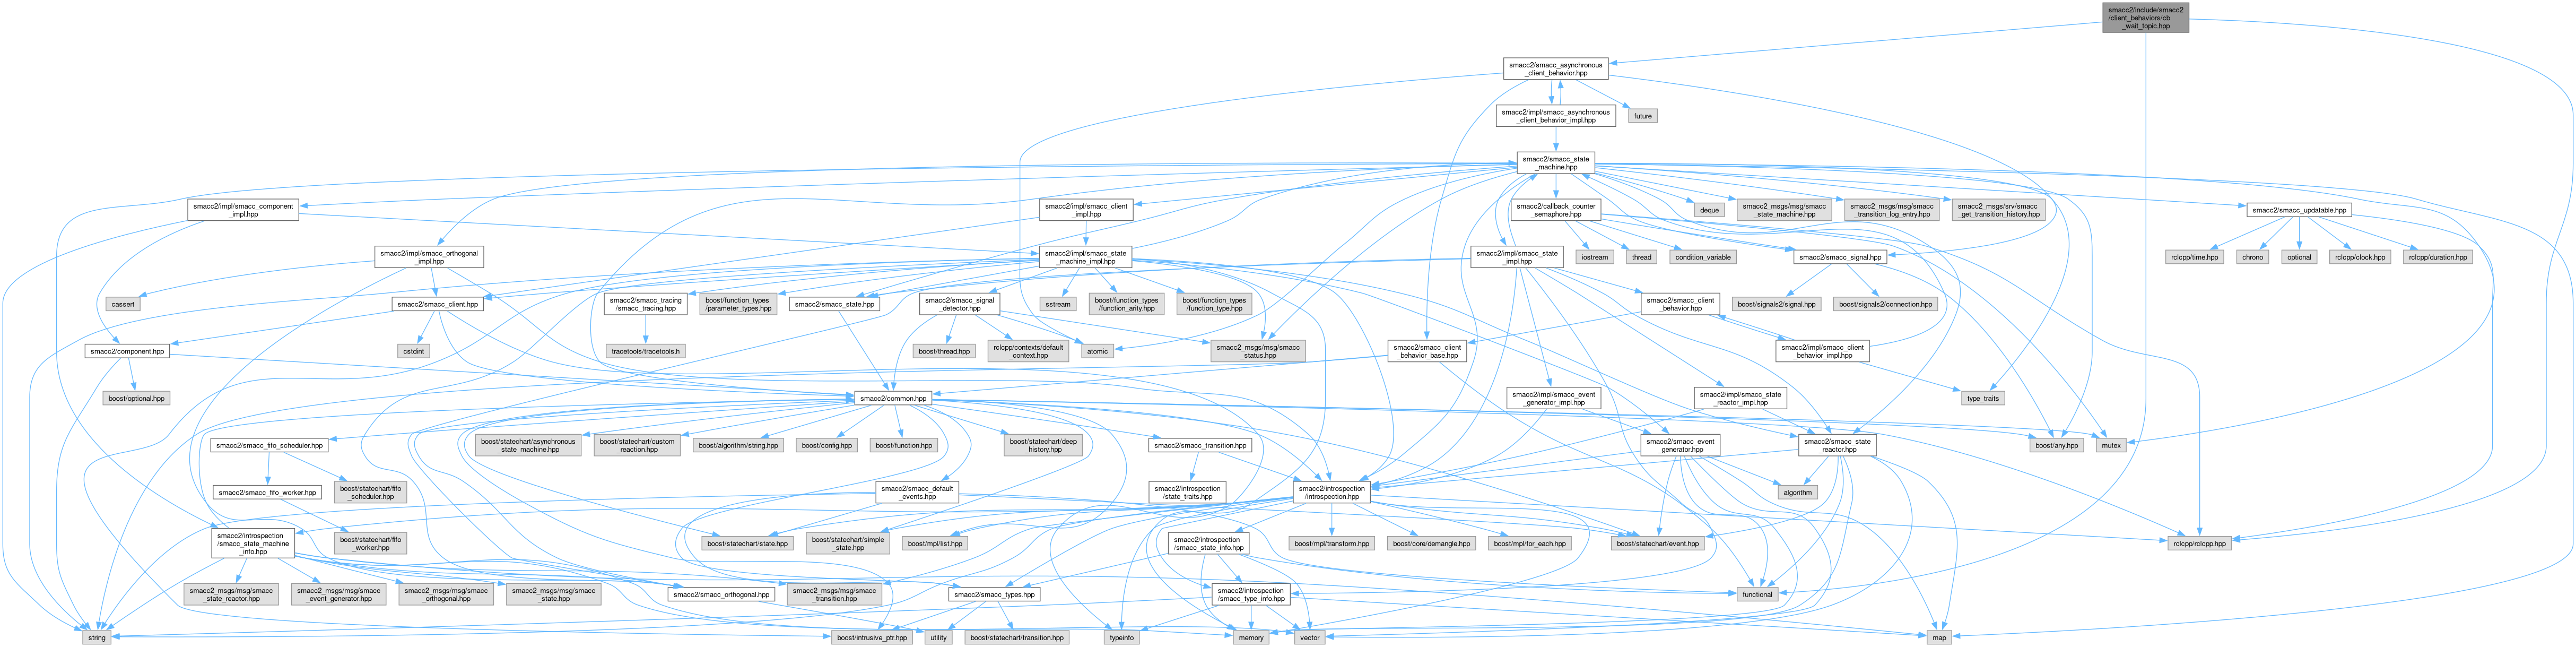 smacc2/include/smacc2
/client_behaviors/cb
_wait_topic.hpp
smacc2/smacc_asynchronous
_client_behavior.hpp
smacc2/impl/smacc_asynchronous
_client_behavior_impl.hpp
future
smacc2/smacc_state
_machine.hpp
smacc2/impl/smacc_component
_impl.hpp
smacc2/impl/smacc_client
_impl.hpp
smacc2/callback_counter
_semaphore.hpp
deque
smacc2_msgs/msg/smacc
_state_machine.hpp
smacc2_msgs/msg/smacc
_transition_log_entry.hpp
smacc2_msgs/srv/smacc
_get_transition_history.hpp
smacc2/smacc_updatable.hpp
smacc2/impl/smacc_orthogonal
_impl.hpp
smacc2/impl/smacc_state
_machine_impl.hpp
smacc2/impl/smacc_state
_impl.hpp
iostream
thread
condition_variable
smacc2/smacc_signal.hpp
rclcpp/time.hpp
chrono
optional
rclcpp/clock.hpp
rclcpp/duration.hpp
cassert
smacc2/smacc_client.hpp
smacc2/smacc_tracing
/smacc_tracing.hpp
boost/function_types
/parameter_types.hpp
smacc2/smacc_state.hpp
smacc2/smacc_signal
_detector.hpp
sstream
boost/function_types
/function_arity.hpp
boost/function_types
/function_type.hpp
smacc2/smacc_client
_behavior.hpp
boost/signals2/signal.hpp
boost/signals2/connection.hpp
smacc2/component.hpp
cstdint
tracetools/tracetools.h
boost/thread.hpp
rclcpp/contexts/default
_context.hpp
atomic
smacc2_msgs/msg/smacc
_status.hpp
smacc2/smacc_client
_behavior_base.hpp
smacc2/impl/smacc_client
_behavior_impl.hpp
boost/optional.hpp
smacc2/common.hpp
smacc2/impl/smacc_event
_generator_impl.hpp
smacc2/impl/smacc_state
_reactor_impl.hpp
type_traits
smacc2/smacc_fifo_scheduler.hpp
boost/statechart/asynchronous
_state_machine.hpp
boost/statechart/custom
_reaction.hpp
boost/algorithm/string.hpp
boost/config.hpp
boost/function.hpp
boost/statechart/deep
_history.hpp
smacc2/smacc_transition.hpp
smacc2/smacc_event
_generator.hpp
smacc2/smacc_state
_reactor.hpp
boost/any.hpp
mutex
smacc2/smacc_fifo_worker.hpp
boost/statechart/fifo
_scheduler.hpp
smacc2/smacc_default
_events.hpp
smacc2/introspection
/state_traits.hpp
smacc2/introspection
/introspection.hpp
algorithm
smacc2/introspection
/smacc_state_machine
_info.hpp
boost/statechart/fifo
_worker.hpp
boost/statechart/state.hpp
boost/statechart/simple
_state.hpp
boost/mpl/list.hpp
smacc2/introspection
/smacc_state_info.hpp
boost/mpl/transform.hpp
boost/core/demangle.hpp
boost/mpl/for_each.hpp
boost/statechart/event.hpp
rclcpp/rclcpp.hpp
smacc2_msgs/msg/smacc
_state_reactor.hpp
smacc2_msgs/msg/smacc
_event_generator.hpp
smacc2_msgs/msg/smacc
_orthogonal.hpp
smacc2_msgs/msg/smacc
_state.hpp
smacc2/smacc_orthogonal.hpp
smacc2_msgs/msg/smacc
_transition.hpp
smacc2/smacc_types.hpp
smacc2/introspection
/smacc_type_info.hpp
functional
string
boost/intrusive_ptr.hpp
utility
boost/statechart/transition.hpp
typeinfo
memory
vector
map